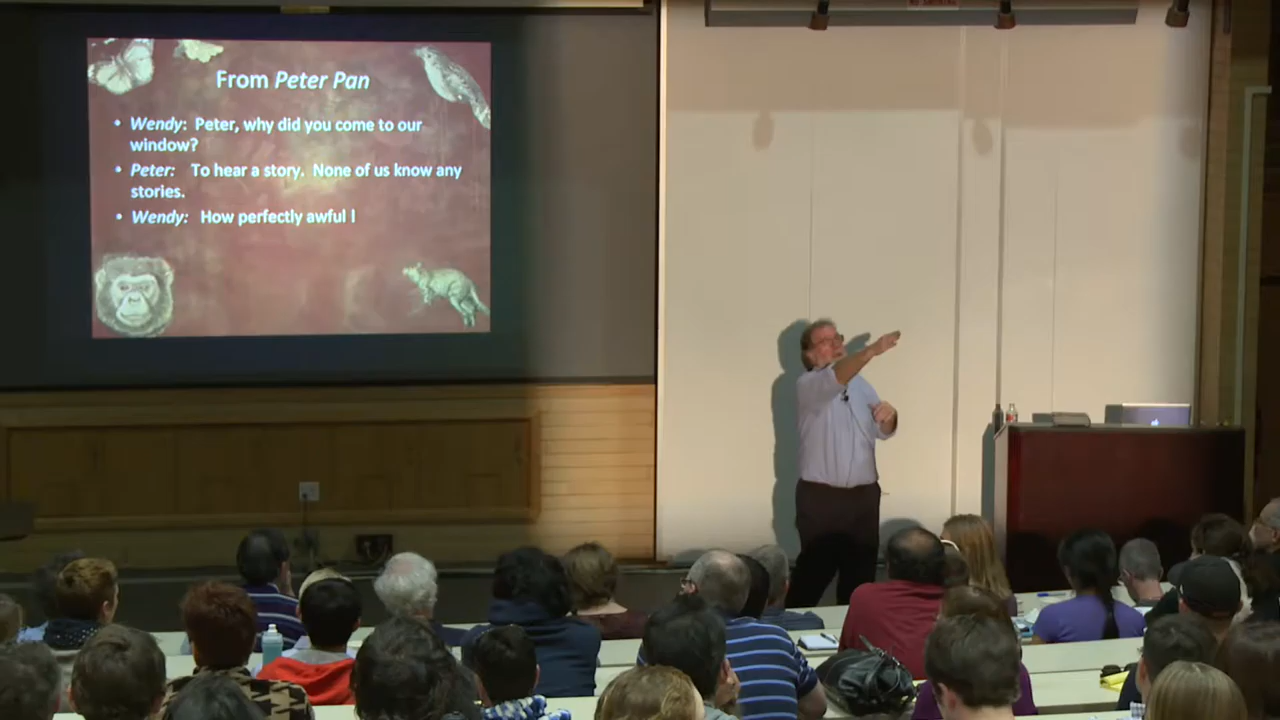 From Peter Pan
• Wendy: Peter, why did you come to our
window?
• Peter: To hear a story. None of us know any
stories.
• Wendy: How perfectly awful !